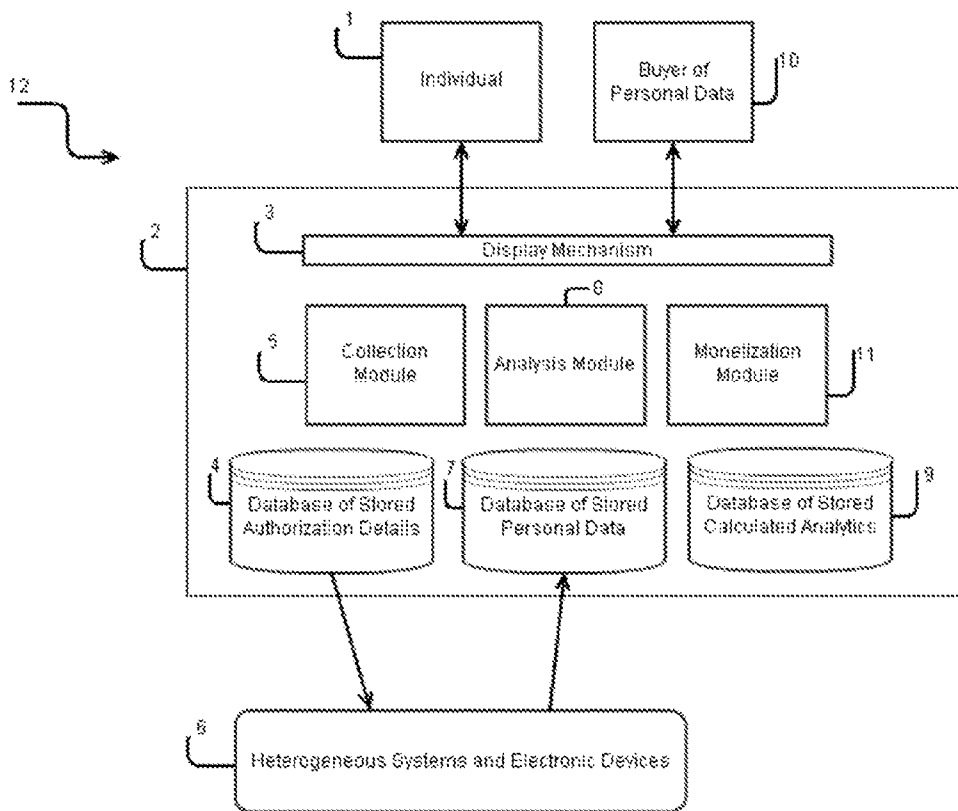 1
Individual
Buyer of
Personal Data
10
12
2
3
Display Mechanism
8
5
Collection
Module
Analysis Module
Monetization
Module
11
4
Database of Stored
Authorization Details
7
Database of Stored
Personal Data
Database of Stored
Calculated Analytics
9
6
Heterogeneous Systems and Electronic Devices